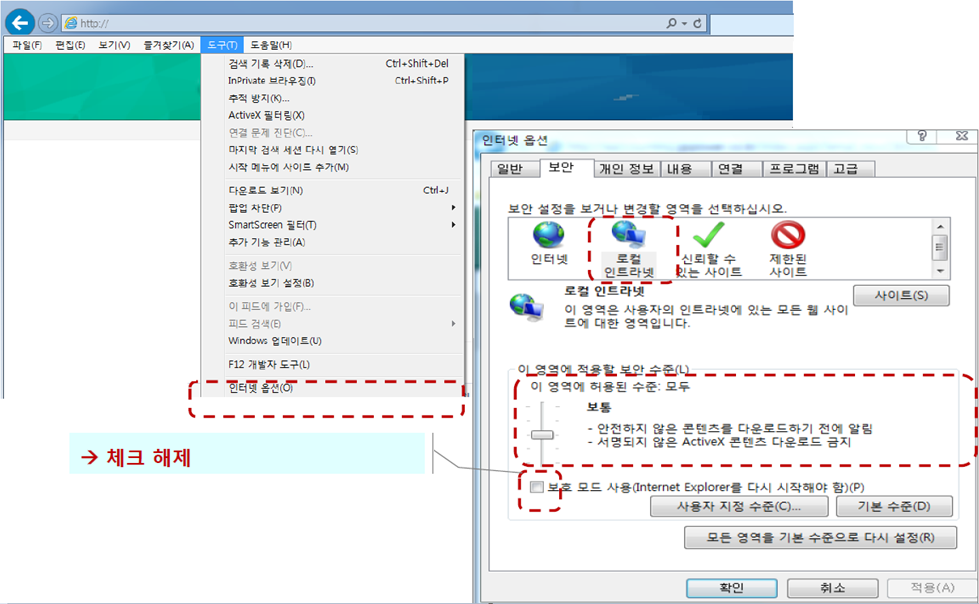 http://
파일(F) 편집(E) 보기(V) 즐겨찾기(A) 도구(T) 도움말(H)
검색 기록 삭제(D)... Ctrl+Shift+Del
InPrivate 브라우징(I) Ctrl+Shift+P
추적 방지(K)...
ActiveX 필터링(X)
연결 문제 진단(C)...
마지막 검색 세션 다시 열기(S)
시작 메뉴에 사이트 추가(M)
다운로드 보기(N) Ctrl+J
팝업 차단(P)
SmartScreen 필터(T)
추가 기능 관리(A)
호환성 보기(V)
호환성 보기 설정(B)
이 피드에 가입(F)...
피드 검색(E)
Windows 업데이트(U)
F12 개발자 도구(L)
인터넷 옵션(O)
→ 체크 해제
인터넷 옵션
일반 보안 개인 정보 내용 연결 프로그램 고급
보안 설정을 보거나 변경할 영역을 선택하십시오.
인터넷
로컬
인트라넷
신뢰할 수
있는 사이트
제한된
사이트
로컬 인트라넷
사이트(S)
이 영역은 사용자의 인트라넷에 있는 모든 웹 사이
트에 대한 영역입니다.
이 영역에 적용할 보안 수준(L)
이 영역에 허용된 수준: 모두
보통
- 안전하지 않은 콘텐츠를 다운로드하기 전에 알림
- 서명되지 않은 ActiveX 콘텐츠 다운로드 금지
보호 모드 사용(Internet Explorer를 다시 시작해야 함)(P)
사용자 지정 수준(C)... 기본 수준(D)
모든 영역을 기본 수준으로 다시 설정(R)
확인 취소 적용(A)